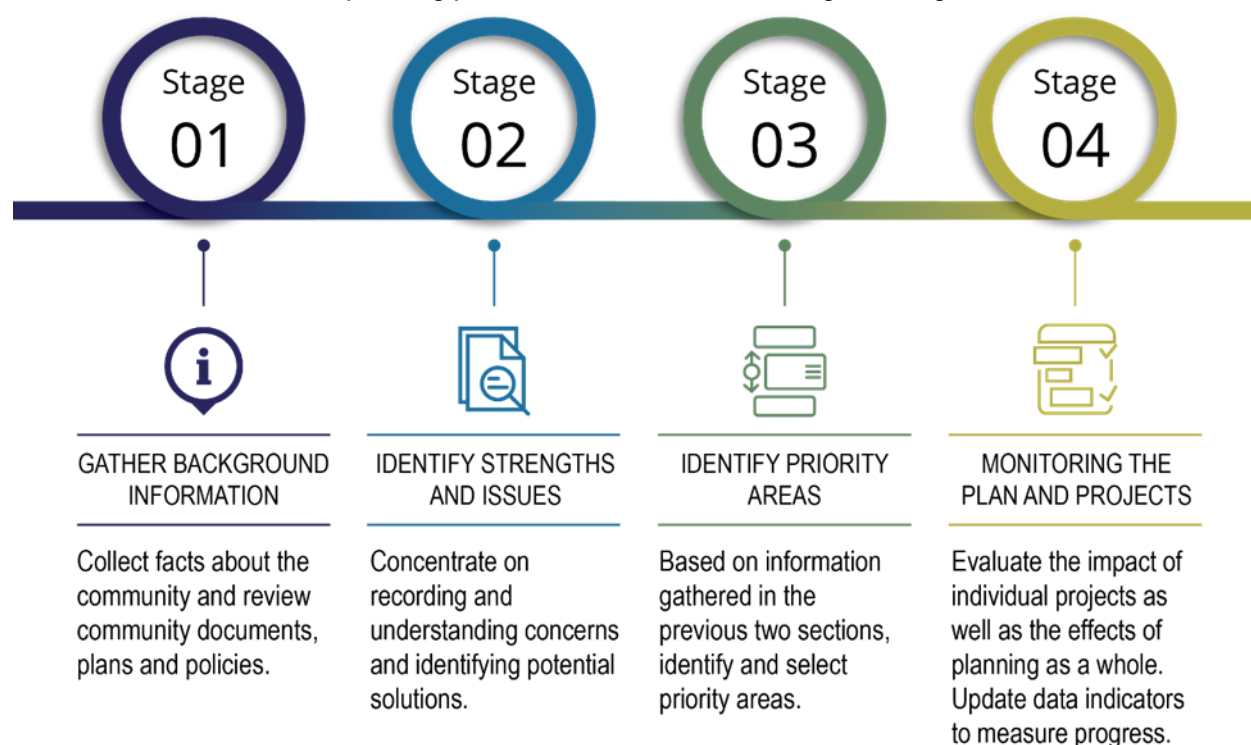 Stage
01
Stage
02
Stage
03
Stage
04
GATHER BACKGROUND
INFORMATION
Collect facts about the
community and review
community documents,
plans and policies.
IDENTIFY STRENGTHS
AND ISSUES
Concentrate on
recording and
understanding concerns
and identifying potential
solutions.
IDENTIFY PRIORITY
AREAS
Based on information
gathered in the
previous two sections,
identify and select
priority areas.
MONITORING THE
PLAN AND PROJECTS
Evaluate the impact of
individual projects as
well as the effects of
planning as a whole.
Update data indicators
to measure progress.